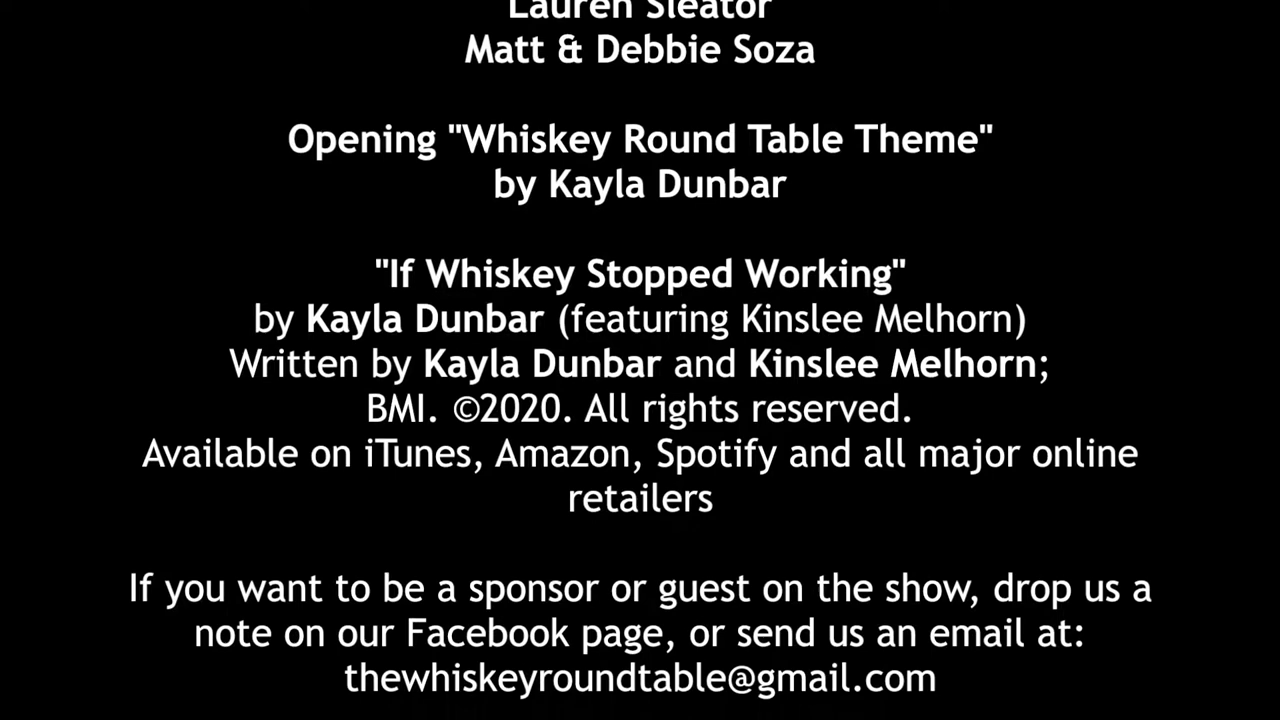 Lauren Sleator
Matt & Debbie Soza
Opening "Whiskey Round Table Theme"
by Kayla Dunbar
"If Whiskey Stopped Working"
by Kayla Dunbar (featuring Kinslee Melhorn)
Written by Kayla Dunbar and Kinslee Melhorn;
BMI. ©2020. All rights reserved.
Available on iTunes, Amazon, Spotify and all major online
retailers
If you want to be a sponsor or guest on the show, drop us a
note on our Facebook page, or send us an email at:
thewhiskeyroundtable@gmail.com